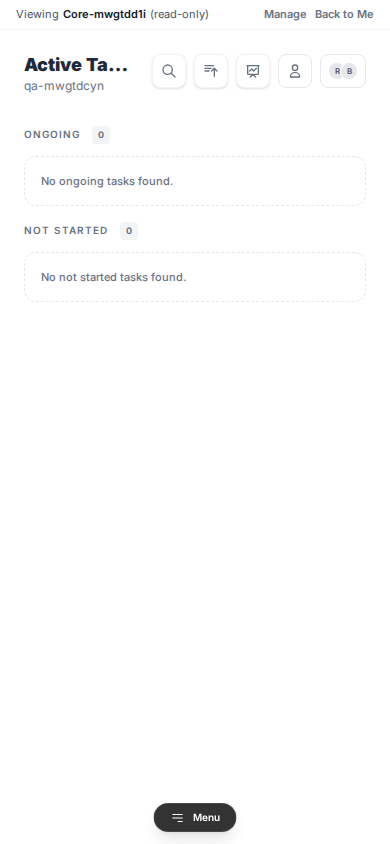 Viewing Core-mwgtdd1i (read-only) Manage Back to Me
Active Ta...
qa-mwgtdcyn
R B
ONGOING 0
No ongoing tasks found.
NOT STARTED 0
No not started tasks found.
Menu